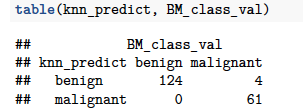 table(knn_predict, BM_class_val)
##            BM_class_val
## knn_predict benign malignant
##   benign       124         4
##   malignant      0        61